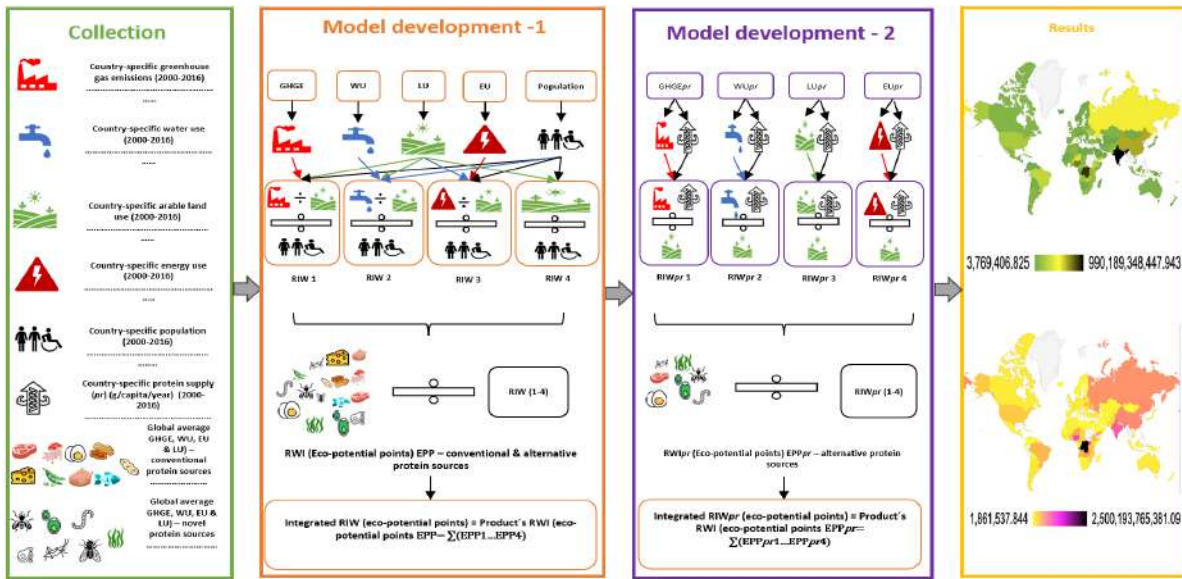 Collection
Country-specific greenhouse
gas emissions (2000-2016)
Country-specific water use
(2000-2016)
Country-specific arable land
use (2000-2016)
Country-specific energy use
(2000-2016)
Country-specific population
(2000-2016)
Country-specific protein supply
(pr) (g/capita/year) (2000-
2016)
Global average
GHGE, WU, EU
& LU) – 
conventional
protein sources
Global average
GHGE, WU, EU &
LU) – novel
protein sources
Model development -1
GHGE
WU
LU
EU
Population
RIW 1
RIW 2
RIW 3
RIW 4
RIW (1-4)
RWI (Eco-potential points) EPP – conventional & alternative
protein sources
Integrated RIW (eco-potential points) = Product´s RWI (eco-
potential points EPP= ∑(EPP1...EPP4)
Model development - 2
GHGEpr
WUpr
LUpr
EUpr
RIWpr 1
RIWpr 2
RIWpr 3
RIWpr 4
RIWpr (1-4)
RWIpr (Eco-potential points) EPPpr – alternative protein
sources
Integrated RIWpr (eco-potential points) = Product´s
RWI (eco-potential points EPPpr=
∑(EPPpr1...EPPpr4)
Results
3,769,406.825
990,189,348,447.943
1,861,537.844
2,500,193,765,381.09